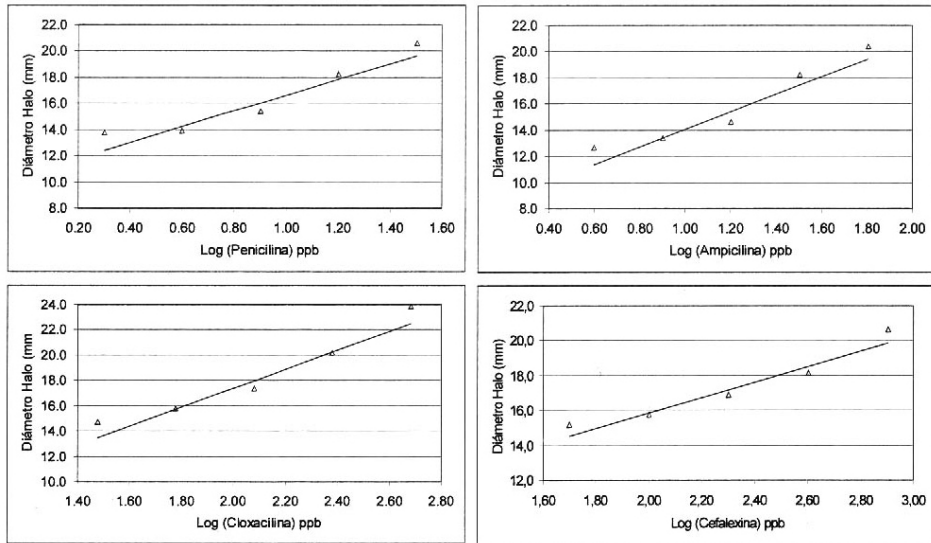 Diámetro Halo (mm)
22.0
20.0
18.0
16.0
14.0
12.0
10.0
8.0
0.00 0.20 0.40 0.60 0.80 1.00 1.20 1.40 1.60
Log (Penicilina) ppb
Diámetro Halo (mm)
22.0
20.0
18.0
16.0
14.0
12.0
10.0
8.0
0.40 0.60 0.80 1.00 1.20 1.40 1.60 1.80 2.00
Log (Ampicilina) ppb
Diámetro Halo (mm
24.0
22.0
20.0
18.0
16.0
14.0
12.0
10.0
1.40 1.60 1.80 2.00 2.20 2.40 2.60 2.80
Log (Cloxacilina) ppb
Diámetro Halo (mm)
22,0
20,0
18,0
16,0
14,0
12,0
1,60 1,80 2,00 2,20 2,40 2,60 2,80 3,00
Log (Cefalexina) ppb